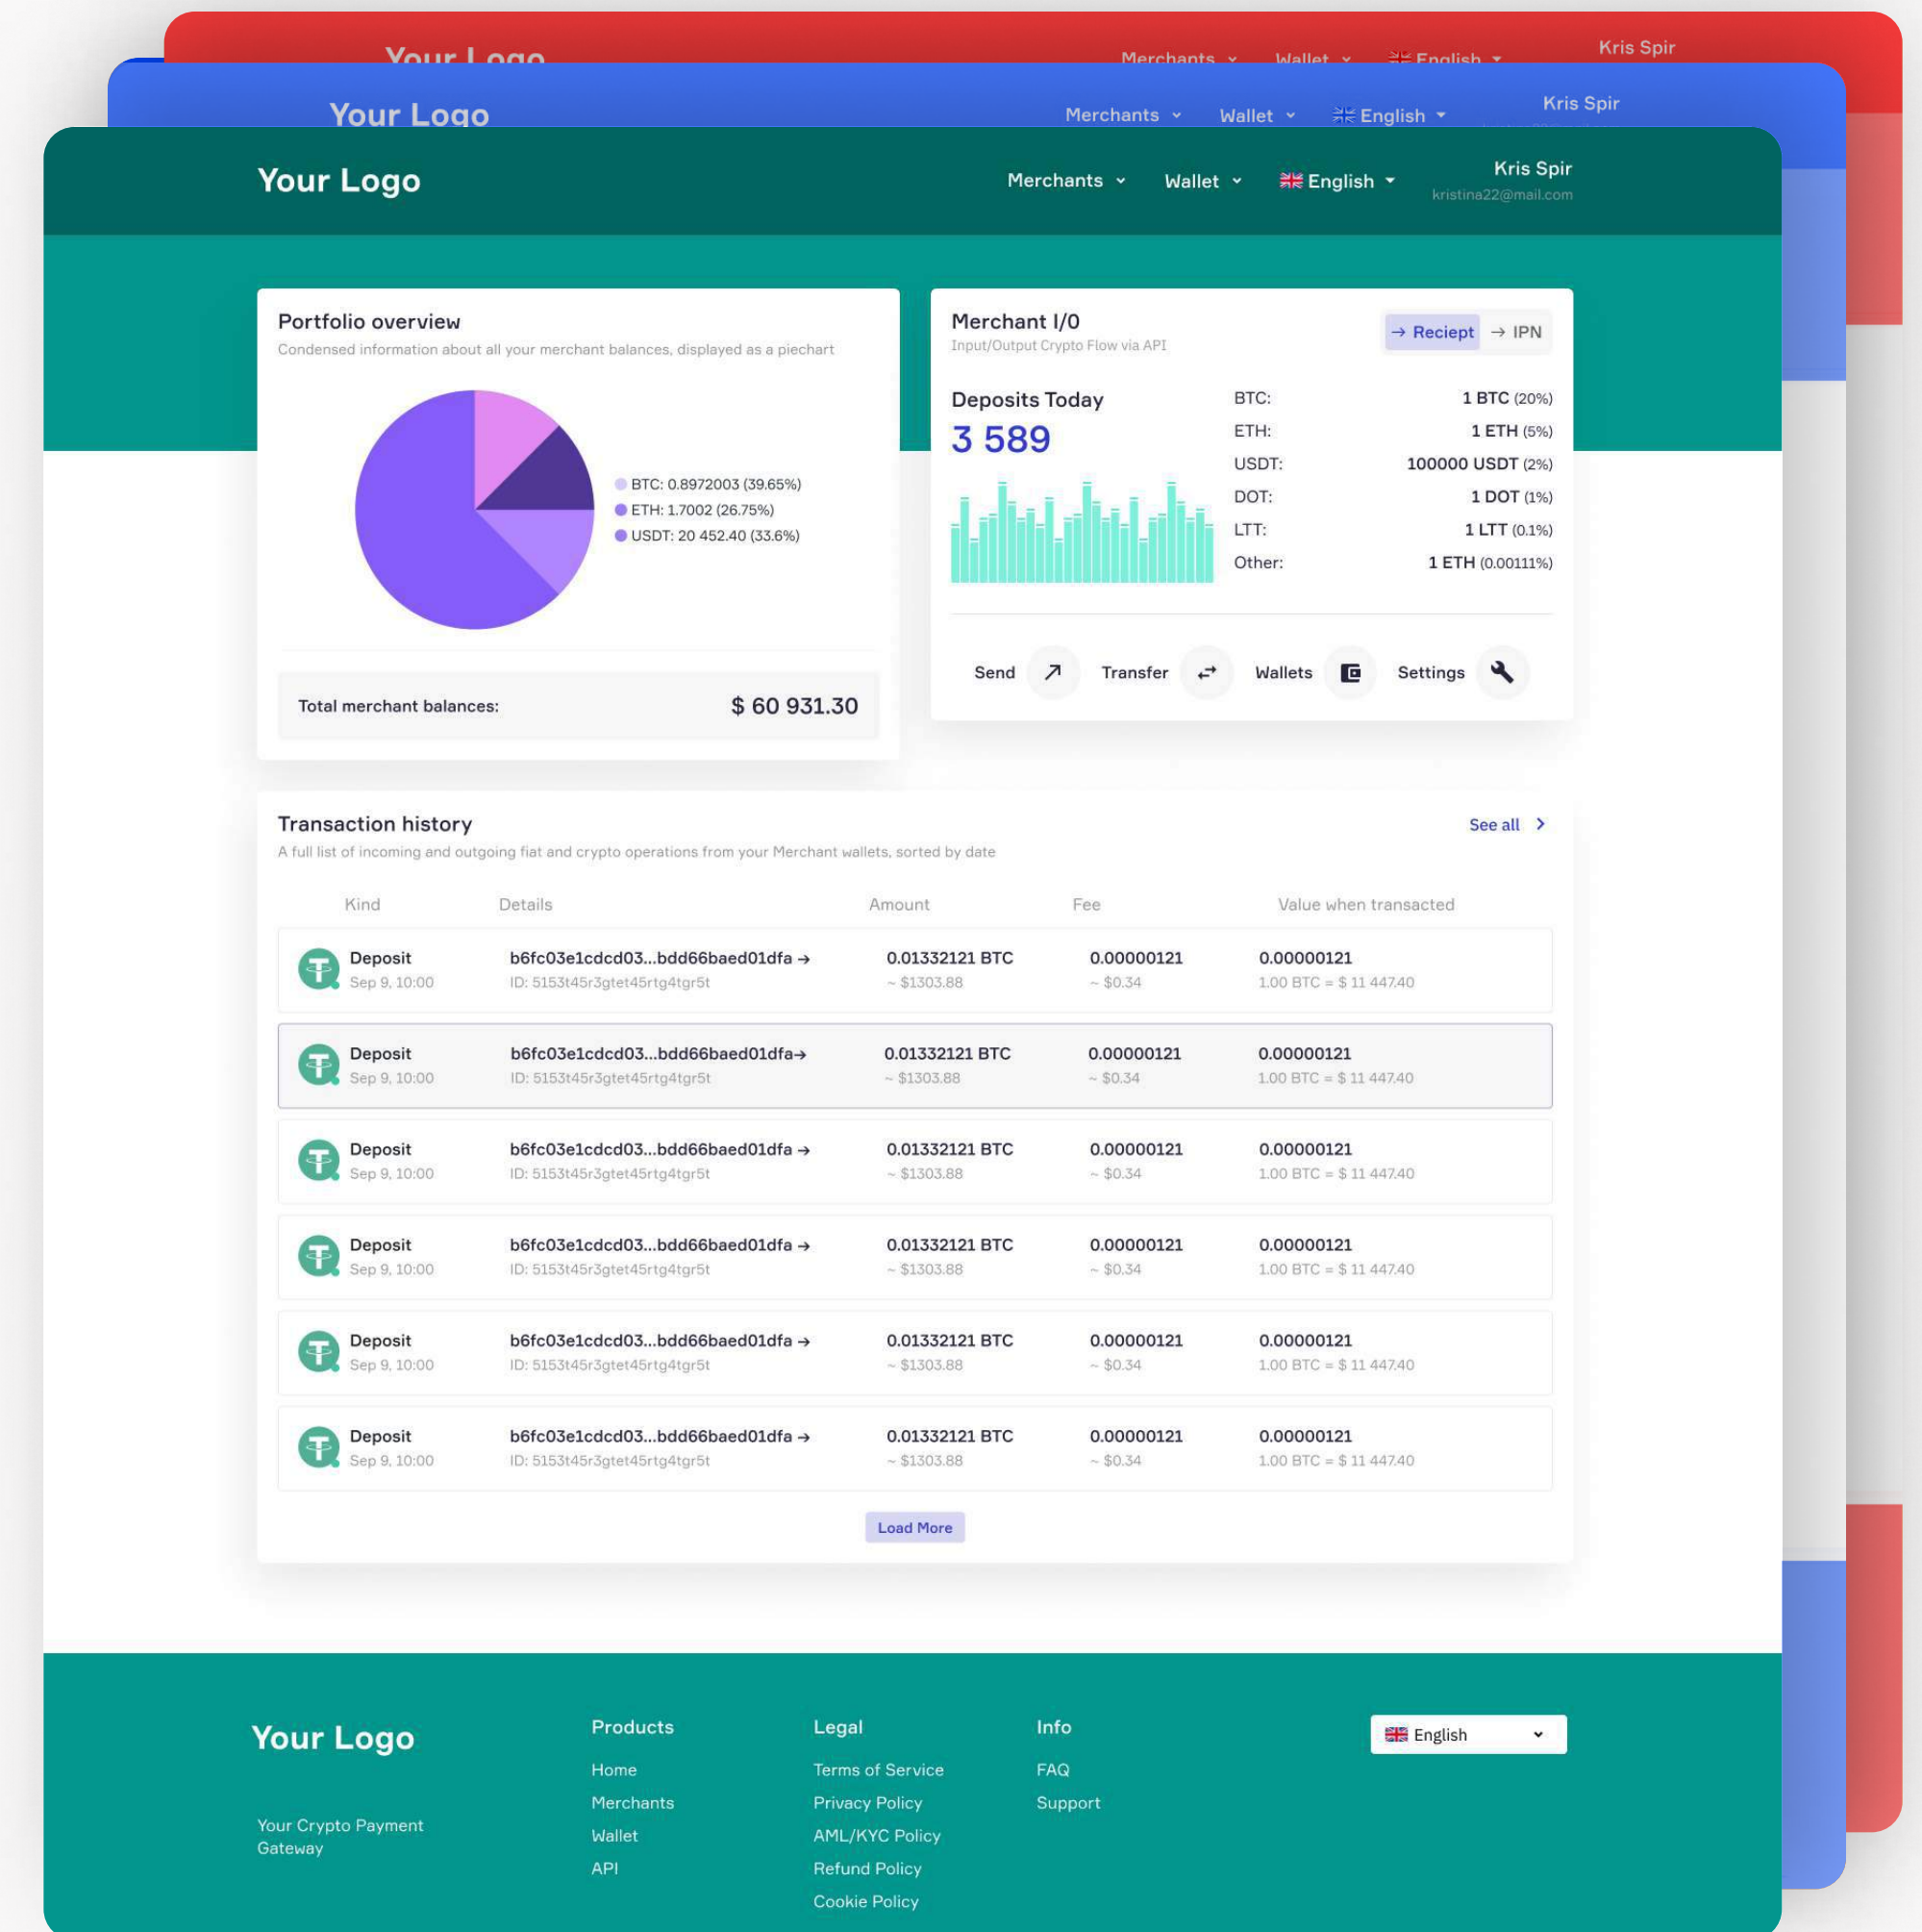 Your Logo
Merchants
Wallet
English
Kris Spir
Your Logo
Merchants
Wallet
English
Kris Spir
Your Logo
Merchants
Wallet
English
Kris Spir
kristina22@mail.com
Portfolio overview
Condensed information about all your merchant balances, displayed as a piechart
BTC: 0.8972003 (39.65%)
ETH: 1.7002 (26.75%)
USDT: 20 452.40 (33.6%)
Total merchant balances: $ 60 931.30
Merchant I/0
Input/Output Crypto Flow via API
→ Reciept → IPN
Deposits Today
3 589
BTC: 1 BTC (20%)
ETH: 1 ETH (5%)
USDT: 100000 USDT (2%)
DOT: 1 DOT (1%)
LTT: 1 LTT (0.1%)
Other: 1 ETH (0.00111%)
Send Transfer Wallets Settings
Transaction history
See all >
A full list of incoming and outgoing fiat and crypto operations from your Merchant wallets, sorted by date
Kind Details Amount Fee Value when transacted
Deposit b6fc03e1cdcd03...bdd66baed01dfa → 0.01332121 BTC 0.00000121 0.00000121
Sep 9, 10:00 ID: 5153t45r3gtet45rtg4tgr5t ~ $1303.88 ~ $0.34 1.00 BTC = $ 11 447.40
Deposit b6fc03e1cdcd03...bdd66baed01dfa→ 0.01332121 BTC 0.00000121 0.00000121
Sep 9, 10:00 ID: 5153t45r3gtet45rtg4tgr5t ~ $1303.88 ~ $0.34 1.00 BTC = $ 11 447.40
Deposit b6fc03e1cdcd03...bdd66baed01dfa → 0.01332121 BTC 0.00000121 0.00000121
Sep 9, 10:00 ID: 5153t45r3gtet45rtg4tgr5t ~ $1303.88 ~ $0.34 1.00 BTC = $ 11 447.40
Deposit b6fc03e1cdcd03...bdd66baed01dfa → 0.01332121 BTC 0.00000121 0.00000121
Sep 9, 10:00 ID: 5153t45r3gtet45rtg4tgr5t ~ $1303.88 ~ $0.34 1.00 BTC = $ 11 447.40
Deposit b6fc03e1cdcd03...bdd66baed01dfa → 0.01332121 BTC 0.00000121 0.00000121
Sep 9, 10:00 ID: 5153t45r3gtet45rtg4tgr5t ~ $1303.88 ~ $0.34 1.00 BTC = $ 11 447.40
Deposit b6fc03e1cdcd03...bdd66baed01dfa → 0.01332121 BTC 0.00000121 0.00000121
Sep 9, 10:00 ID: 5153t45r3gtet45rtg4tgr5t ~ $1303.88 ~ $0.34 1.00 BTC = $ 11 447.40
Load More
Your Logo
Your Crypto Payment
Gateway
Products
Home
Merchants
Wallet
API
Legal
Terms of Service
Privacy Policy
AML/KYC Policy
Refund Policy
Cookie Policy
Info
FAQ
Support
English